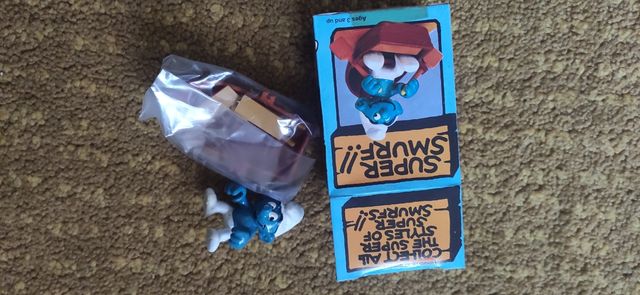 Ages 3 and up
SUPER
SMURF!!
COLLECT ALL
THE SUPER
STYLES OF
SUPER
SMURFS!!